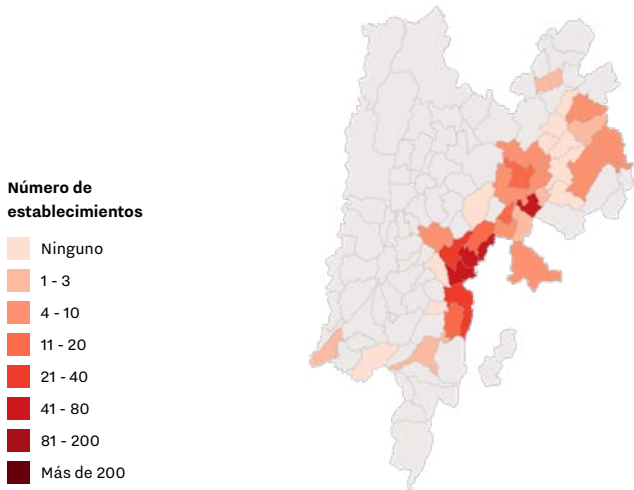 Número de
establecimientos
Ninguno
1 - 3
4 - 10
11 - 20
21 - 40
41 - 80
81 - 200
Más de 200